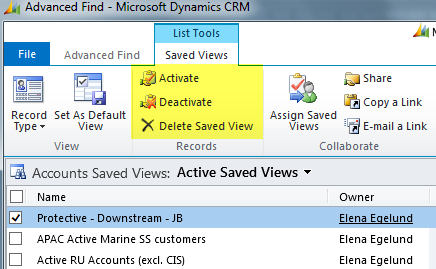 Advanced Find - Microsoft Dynamics CRM
List Tools
File
Advanced Find
Saved Views
Record Type
Set As Default View
View
Activate
Deactivate
Delete Saved View
Records
Assign Saved Views
Share
Copy a Link
E-mail a Link
Collaborate
Accounts Saved Views: Active Saved Views
Name
Owner
Protective - Downstream - JB
Elena Egelund
APAC Active Marine SS customers
Elena Egelund
Active RU Accounts (excl. CIS)
Elena Egelund